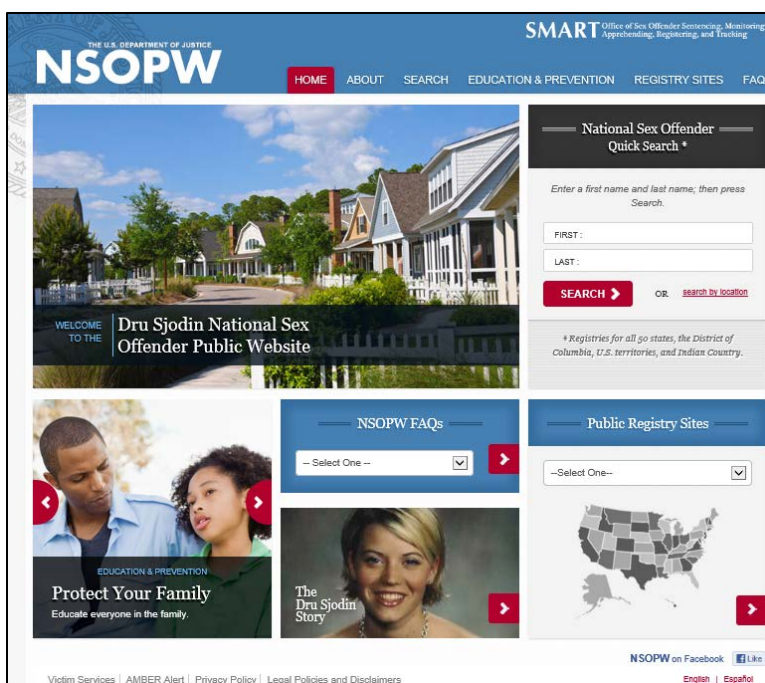 SMART Office of Sex Offender Sentencing, Monitoring,
Apprehending, Registering, and Tracking
THE U.S. DEPARTMENT OF JUSTICE
NSOPW
HOME ABOUT SEARCH EDUCATION & PREVENTION REGISTRY SITES FAQ
National Sex Offender
Quick Search *
Enter a first name and last name; then press
Search.
FIRST :
LAST :
SEARCH OR search by location
* Registries for all 50 states, the District of
Columbia, U.S. territories, and Indian Country.
WELCOME
TO THE
Dru Sjodin National Sex
Offender Public Website
EDUCATION & PREVENTION
Protect Your Family
Educate everyone in the family.
NSOPW FAQs
-- Select One --
The
Dru Sjodin
Story
Public Registry Sites
--Select One--
NSOPW on Facebook Like
Victim Services | AMBER Alert | Privacy Policy | Legal Policies and Disclaimers
English | Español